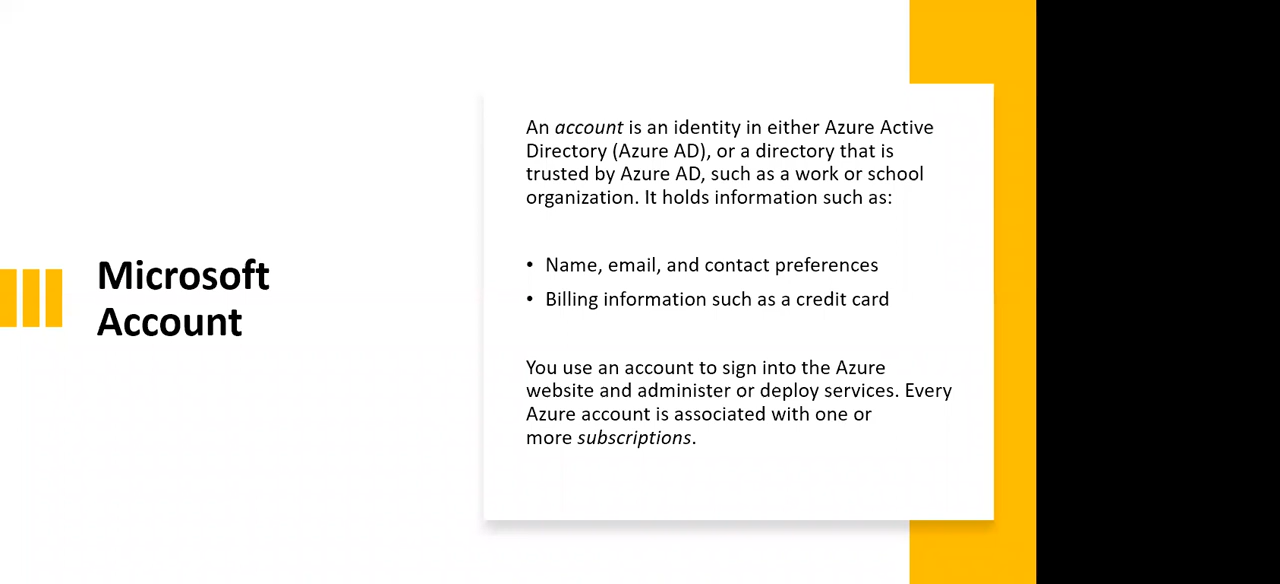 Microsoft
Account
An account is an identity in either Azure Active
Directory (Azure AD), or a directory that is
trusted by Azure AD, such as a work or school
organization. It holds information such as:
• Name, email, and contact preferences
• Billing information such as a credit card
You use an account to sign into the Azure
website and administer or deploy services. Every
Azure account is associated with one or
more subscriptions.